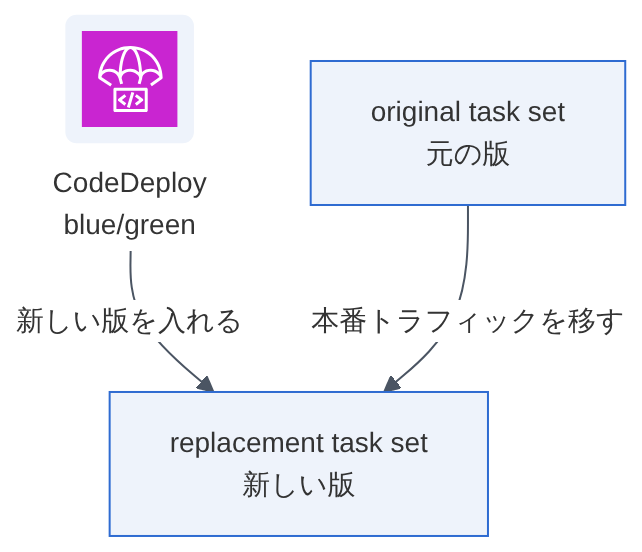 CodeDeploy
blue/green
original task set
元の版
新しい版を入れる
本番トラフィックを移す
replacement task set
新しい版